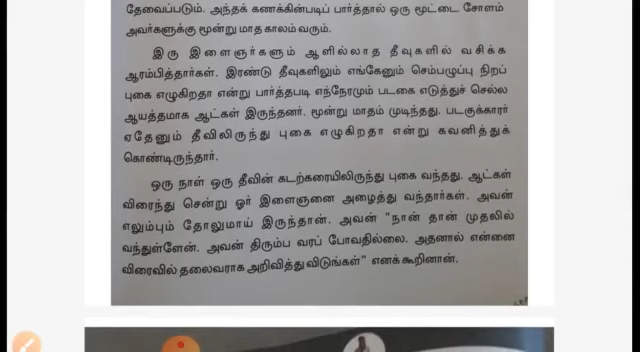 தேவைப்படும். அந்தக் கணக்கின்படிப் பார்த்தால் ஒரு மூட்டை சோளம்
அவர்களுக்கு மூன்று மாத காலம் வரும்.
இரு இளைஞர்களும் ஆளில்லாத தீவுகளில் வசிக்க
ஆரம்பித்தார்கள். இரண்டு தீவுகளிலும் எங்கேனும் செம்பழுப்பு நிறப்
புகை எழுகிறதா என்று பார்த்தபடி எந்நேரமும் படகை எடுத்துச் செல்ல
ஆயத்தமாக ஆட்கள் இருந்தனர். மூன்று மாதம் முடிந்தது. படகுக்காரர்
ஏதேனும் தீவிலிருந்து புகை எழுகிறதா என்று கவனித்துக்
கொண்டிருந்தார்.
ஒரு நாள் ஒரு தீவின் கடற்கரையிலிருந்து புகை வந்தது. ஆட்கள்
விரைந்து சென்று ஓர் இளைஞனை அழைத்து வந்தார்கள். அவன்
எலும்பும் தோலுமாய் இருந்தான். அவன் "நான் தான் முதலில்
வந்துள்ளேன். அவன் திரும்ப வரப் போவதில்லை. அதனால் என்னை
விரைவில் தலைவராக அறிவித்து விடுங்கள்" எனக் கூறினான்.